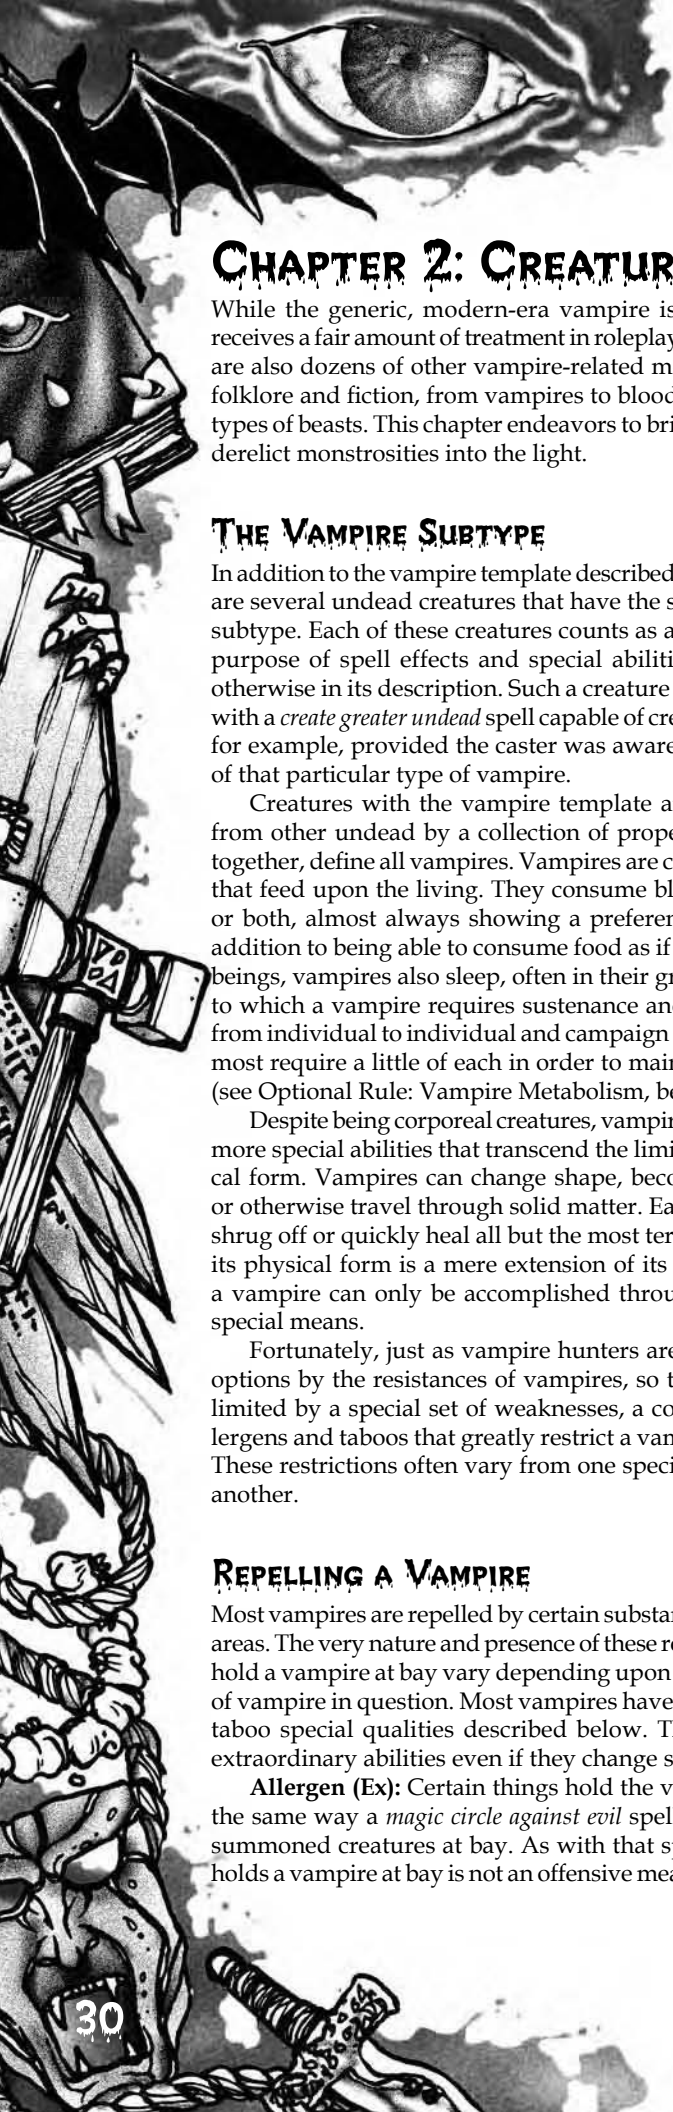 CHAPTER 2: CREATUR
While the generic, modern-era vampire is
receives a fair amount of treatment in roleplay
are also dozens of other vampire-related m
folklore and fiction, from vampires to blood
types of beasts. This chapter endeavors to bri
derelict monstrosities into the light.
THE VAMPIRE SUBTYPE
In addition to the vampire template described
are several undead creatures that have the s
subtype. Each of these creatures counts as a
purpose of spell effects and special abiliti
otherwise in its description. Such a creature
with a create greater undead spell capable of cre
for example, provided the caster was aware
of that particular type of vampire.
Creatures with the vampire template a
from other undead by a collection of prope
together, define all vampires. Vampires are c
that feed upon the living. They consume bl
or both, almost always showing a preferen
addition to being able to consume food as if
beings, vampires also sleep, often in their gr
to which a vampire requires sustenance and
from individual to individual and campaign
most require a little of each in order to main
(see Optional Rule: Vampire Metabolism, be
Despite being corporeal creatures, vampir
more special abilities that transcend the limi
cal form. Vampires can change shape, beco
or otherwise travel through solid matter. Ea
shrug off or quickly heal all but the most ter
its physical form is a mere extension of its
a vampire can only be accomplished throu
special means.
Fortunately, just as vampire hunters are
options by the resistances of vampires, so t
limited by a special set of weaknesses, a co
lergens and taboos that greatly restrict a vam
These restrictions often vary from one speci
another.
REPELLING A VAMPIRE
Most vampires are repelled by certain substan
areas. The very nature and presence of these re
hold a vampire at bay vary depending upon
of vampire in question. Most vampires have
taboo special qualities described below. Th
extraordinary abilities even if they change s
Allergen (Ex): Certain things hold the v
the same way a magic circle against evil spell
summoned creatures at bay. As with that sp
holds a vampire at bay is not an offensive mea
30